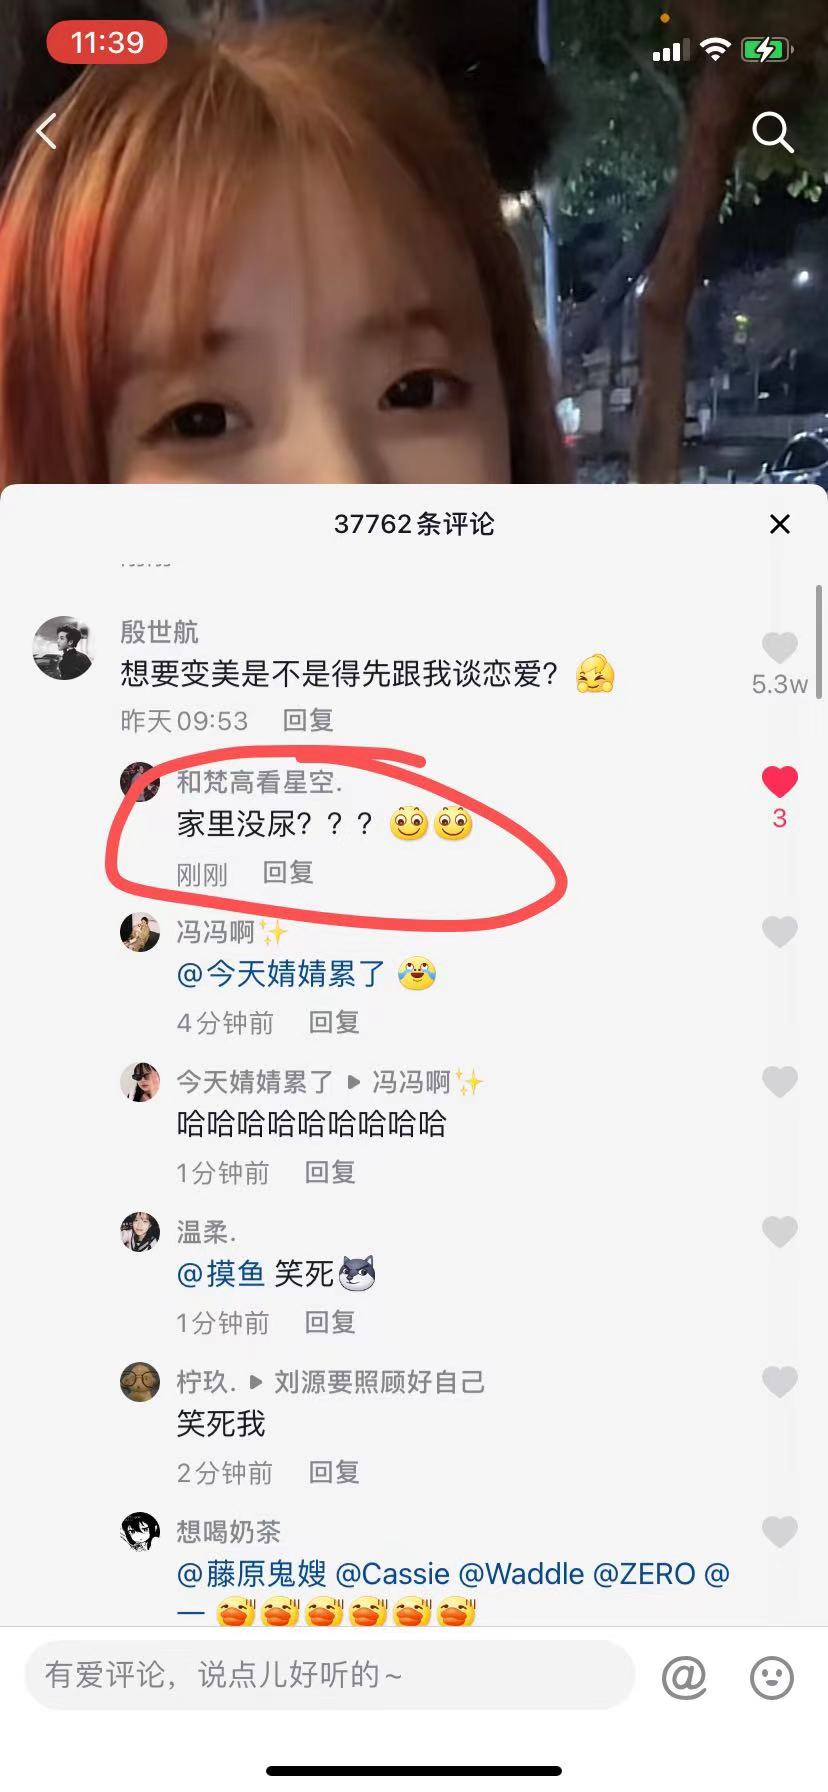 11:39
37762条评论
殷世航
想要变美是不是得先跟我谈恋爱？
5.3w
昨天09:53 回复
和梵高看星空.
家里没尿？？？
3
刚刚 回复
冯冯啊
@今天婧婧累了
4分钟前 回复
今天婧婧累了 ▶ 冯冯啊
哈哈哈哈哈哈哈哈哈
1分钟前 回复
温柔.
@摸鱼 笑死
1分钟前 回复
柠玖. ▶ 刘源要照顾好自己
笑死我
2分钟前 回复
想喝奶茶
@藤原鬼嫂 @Cassie @Waddle @ZERO @
一
有爱评论，说点儿好听的~